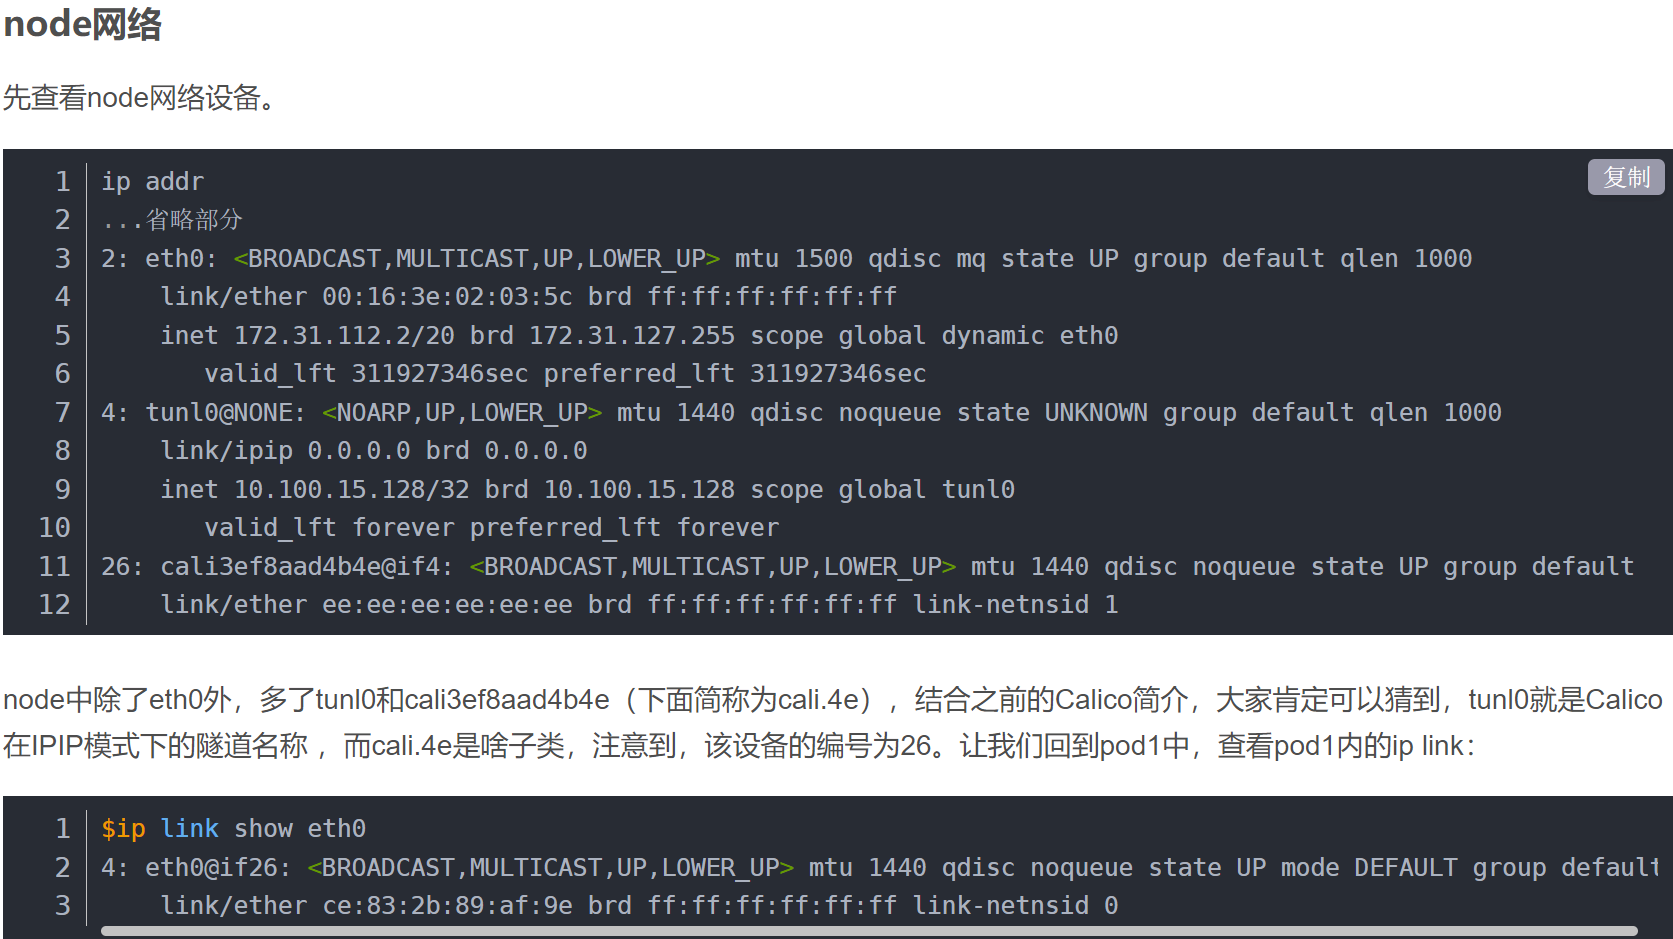 node网络
先查看node网络设备。
复制
1 ip addr
2 ...省略部分
3 2: eth0: <BROADCAST,MULTICAST,UP,LOWER_UP> mtu 1500 qdisc mq state UP group default qlen 1000
4     link/ether 00:16:3e:02:03:5c brd ff:ff:ff:ff:ff:ff
5     inet 172.31.112.2/20 brd 172.31.127.255 scope global dynamic eth0
6        valid_lft 311927346sec preferred_lft 311927346sec
7 4: tunl0@NONE: <NOARP,UP,LOWER_UP> mtu 1440 qdisc noqueue state UNKNOWN group default qlen 1000
8     link/ipip 0.0.0.0 brd 0.0.0.0
9     inet 10.100.15.128/32 brd 10.100.15.128 scope global tunl0
10        valid_lft forever preferred_lft forever
11 26: cali3ef8aad4b4e@if4: <BROADCAST,MULTICAST,UP,LOWER_UP> mtu 1440 qdisc noqueue state UP group default
12     link/ether ee:ee:ee:ee:ee:ee brd ff:ff:ff:ff:ff:ff link-netnsid 1
node中除了eth0外，多了tunl0和cali3ef8aad4b4e（下面简称为cali.4e），结合之前的Calico简介，大家肯定可以猜到，tunl0就是Calico
在IPIP模式下的隧道名称 ，而cali.4e是啥子类，注意到，该设备的编号为26。让我们回到pod1中，查看pod1内的ip link：
1 $ip link show eth0
2 4: eth0@if26: <BROADCAST,MULTICAST,UP,LOWER_UP> mtu 1440 qdisc noqueue state UP mode DEFAULT group default
3     link/ether ce:83:2b:89:af:9e brd ff:ff:ff:ff:ff:ff link-netnsid 0